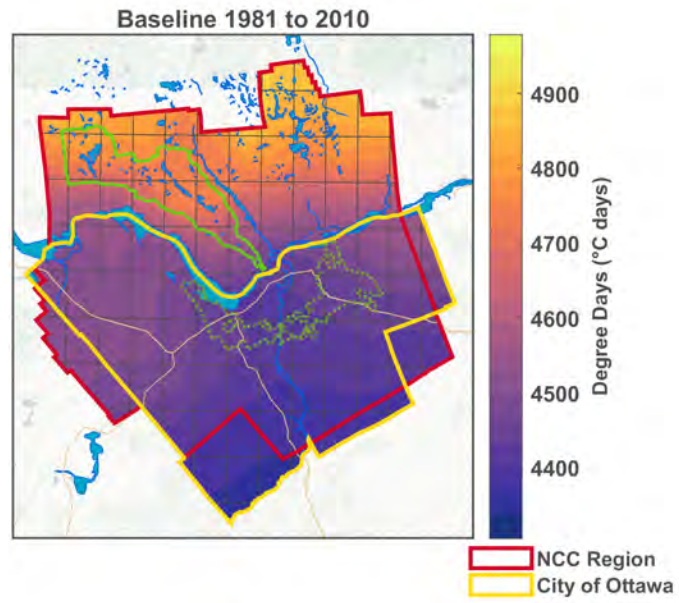 Baseline 1981 to 2010
4900
4800
4700
4600
4500
4400
Degree Days (°C days)
NCC Region
City of Ottawa